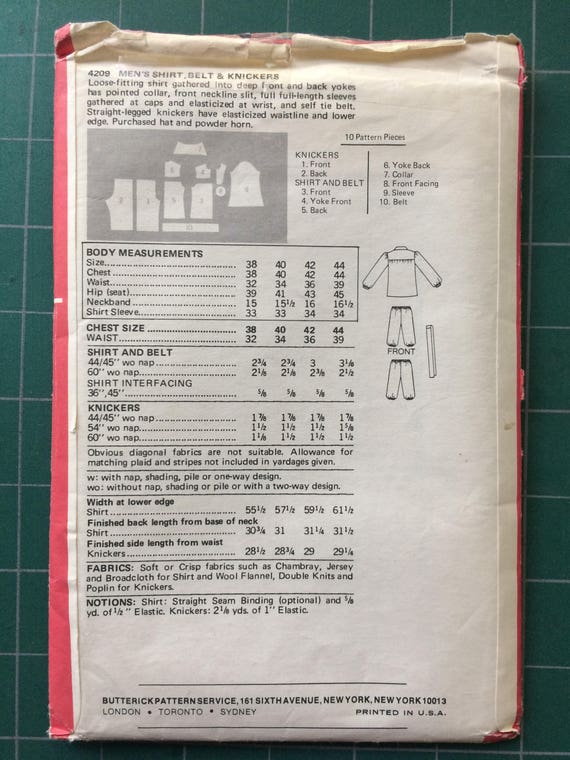 4209 MEN'S SHIRT, BELT & KNICKERS
Loose-fitting shirt gathered into deep front and back yokes
has pointed collar, front neckline slit, full full-length sleeves
gathered at caps and elasticized at wrist, and self tie belt.
Straight-legged knickers have elasticized waistline and lower
edge. Purchased hat and powder horn.
10 Pattern Pieces
KNICKERS
1. Front
2. Back
SHIRT AND BELT
3. Front
4. Yoke Front
5. Back
6. Yoke Back
7. Collar
8. Front Facing
9. Sleeve
10. Belt
BODY MEASUREMENTS
Size 38 40 42 44
Chest 38 40 42 44
Waist 32 34 36 39
Hip (seat) 39 41 43 45
Neckband 15 15½ 16 16½
Shirt Sleeve 33 33 34 34
CHEST SIZE 38 40 42 44
WAIST 32 34 36 39
SHIRT AND BELT
44/45" wo nap 2¾ 2¾ 3 3⅛
60" wo nap 2⅛ 2⅛ 2⅜ 2½
SHIRT INTERFACING
36", 45" ⅝ ⅝ ⅝ ⅝
KNICKERS
44/45" wo nap 1⅞ 1⅞ 1⅞ 1⅞
54" wo nap 1½ 1½ 1½ 1⅝
60" wo nap 1⅛ 1½ 1½ 1½
Obvious diagonal fabrics are not suitable. Allowance for
matching plaid and stripes not included in yardages given.
w: with nap, shading, pile or one-way design.
wo: without nap, shading or pile or with a two-way design.
Width at lower edge
Shirt 55½ 57½ 59½ 61½
Finished back length from base of neck
Shirt 30¾ 31 31¼ 31½
Finished side length from waist
Knickers 28½ 28¾ 29 29¼
FABRICS: Soft or Crisp fabrics such as Chambray, Jersey
and Broadcloth for Shirt and Wool Flannel, Double Knits and
Poplin for Knickers.
NOTIONS: Shirt: Straight Seam Binding (optional) and ⅝
yd. of ½" Elastic. Knickers: 2⅛ yds. of 1" Elastic.
FRONT
BUTTERICK PATTERN SERVICE, 161 SIXTH AVENUE, NEW YORK, NEW YORK 10013
LONDON • TORONTO • SYDNEY
PRINTED IN U.S.A.